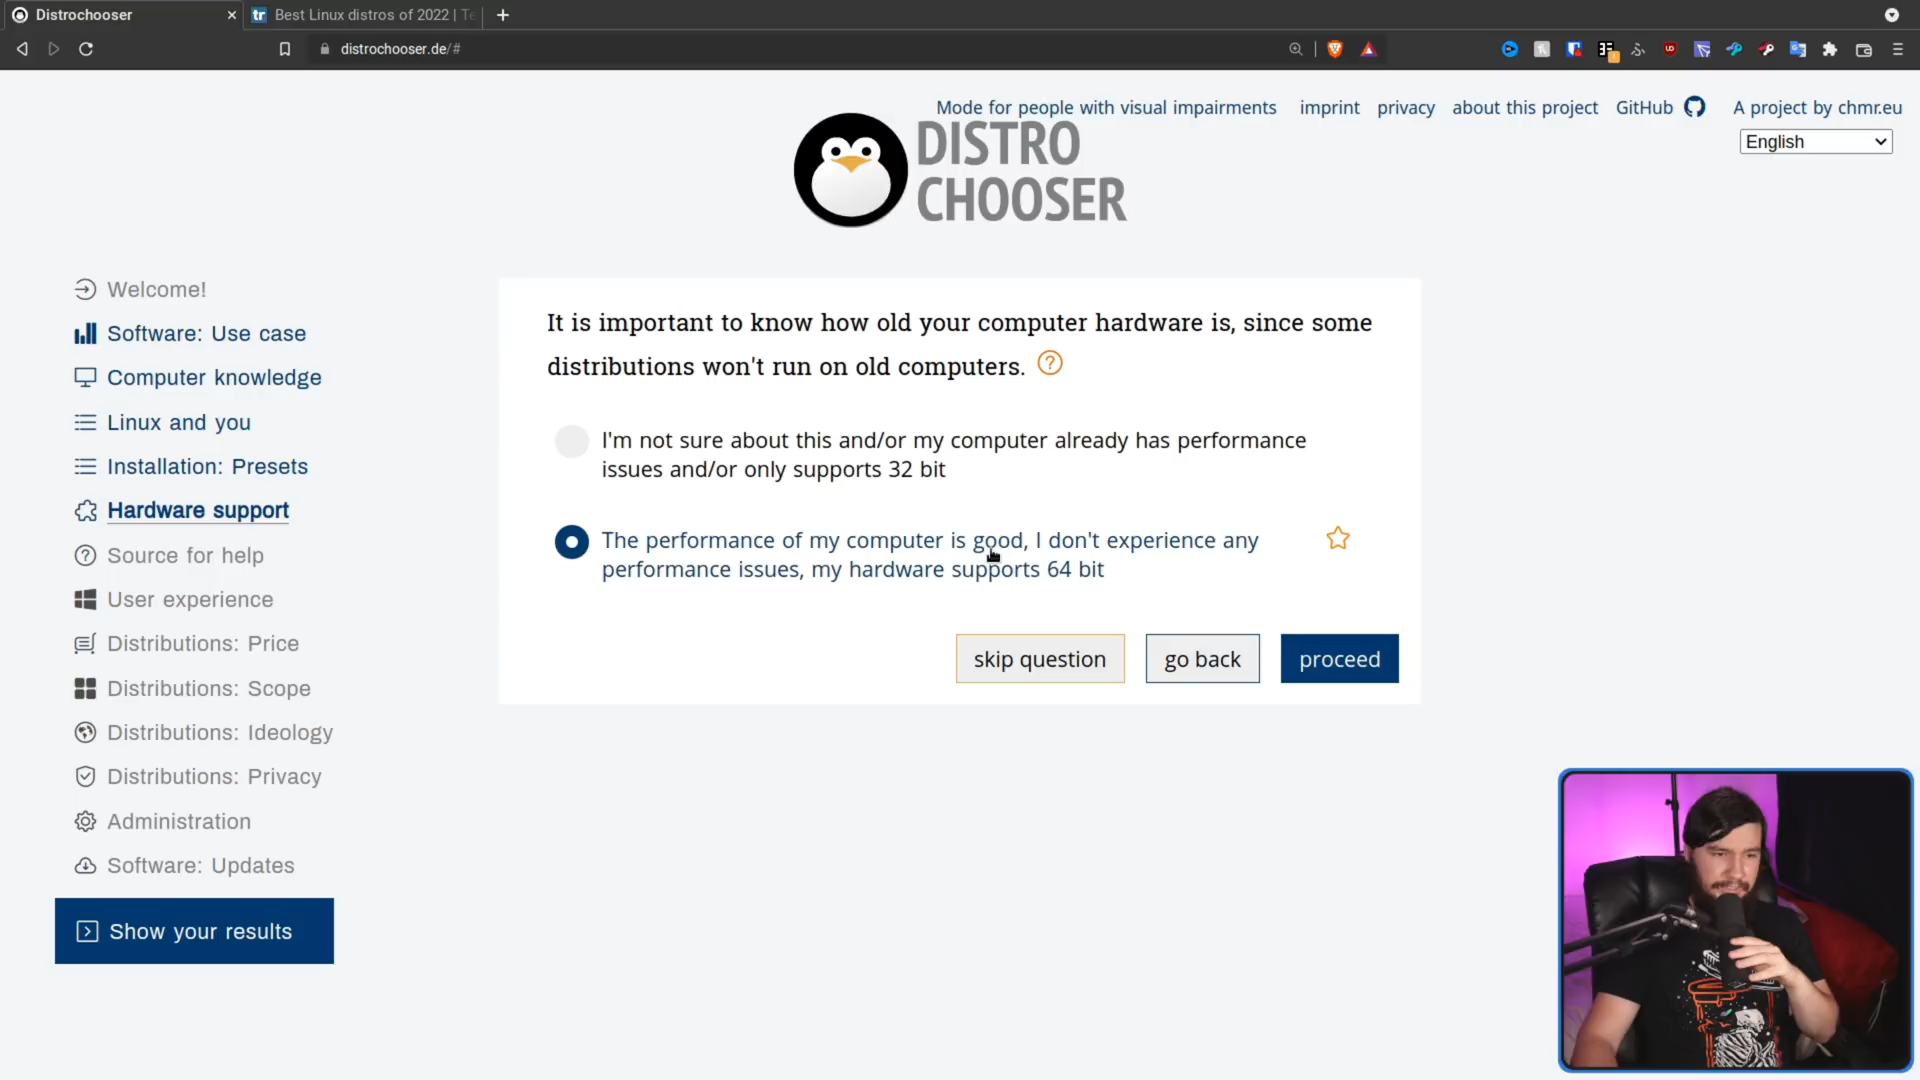 Distrochooser
tr Best Linux distros of 2022 | Te
distrochooser.de/#
Mode for people with visual impairments imprint privacy about this project GitHub A project by chmr.eu
English
DISTRO
CHOOSER
Welcome!
Software: Use case
Computer knowledge
Linux and you
Installation: Presets
Hardware support
Source for help
User experience
Distributions: Price
Distributions: Scope
Distributions: Ideology
Distributions: Privacy
Administration
Software: Updates
Show your results
It is important to know how old your computer hardware is, since some
distributions won't run on old computers. ?
I'm not sure about this and/or my computer already has performance
issues and/or only supports 32 bit
The performance of my computer is good, I don't experience any
performance issues, my hardware supports 64 bit
skip question
go back
proceed